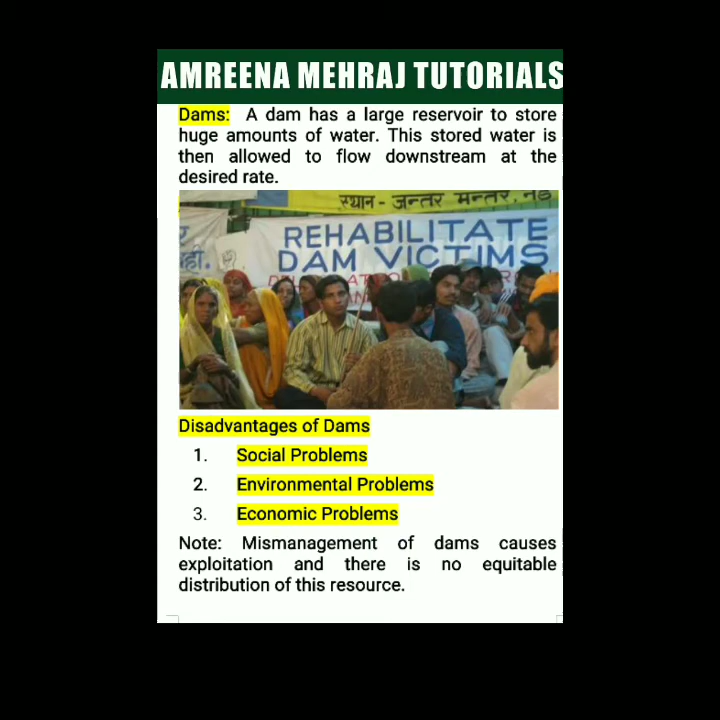 AMREENA MEHRAJ TUTORIALS
Dams: A dam has a large reservoir to store
huge amounts of water. This stored water is
then allowed to flow downstream at the
desired rate.
स्थान - जन्तर मन्तर, नई
REHABILITATE
DAM VICTIMS
Disadvantages of Dams
1. Social Problems
2. Environmental Problems
3. Economic Problems
Note: Mismanagement of dams causes
exploitation and there is no equitable
distribution of this resource.